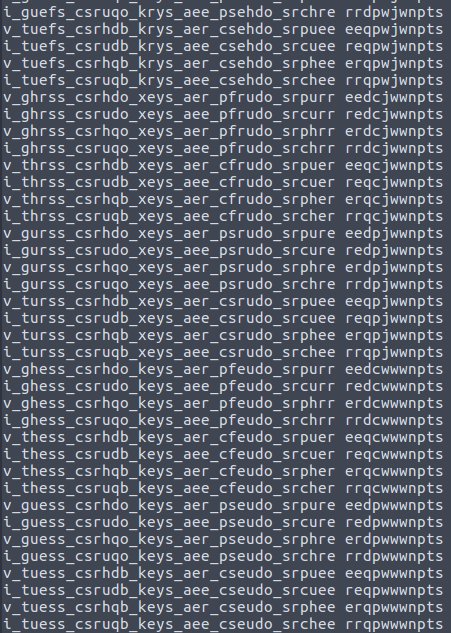 i_guefs_csruqo_krys_aee_psehdo_srchre rrdpwjwnpts
v_tuefs_csrhdb_krys_aer_csehdo_srpuee eeqpwjwnpts
i_tuefs_csrudb_krys_aee_csehdo_srcuee reqpwjwnpts
v_tuefs_csrhqb_krys_aer_csehdo_srphee erqpwjwnpts
i_tuefs_csruqb_krys_aee_csehdo_srchee rrqpwjwnpts
v_ghrss_csrhdo_xeys_aer_pfrudo_srpurr eedcjwwnpts
i_ghrss_csrudo_xeys_aee_pfrudo_srcurr redcjwwnpts
v_ghrss_csrhqo_xeys_aer_pfrudo_srphrr erdcjwwnpts
i_ghrss_csruqo_xeys_aee_pfrudo_srchrr rrdcjwwnpts
v_thrss_csrhdb_xeys_aer_cfrudo_srpuer eeqcjwwnpts
i_thrss_csrudb_xeys_aee_cfrudo_srcuer reqcjwwnpts
v_thrss_csrhqb_xeys_aer_cfrudo_srpher erqcjwwnpts
i_thrss_csruqb_xeys_aee_cfrudo_srcher rrqcjwwnpts
v_gurss_csrhdo_xeys_aer_psrudo_srpure eedpjwwnpts
i_gurss_csrudo_xeys_aee_psrudo_srcure redpjwwnpts
v_gurss_csrhqo_xeys_aer_psrudo_srphre erdpjwwnpts
i_gurss_csruqo_xeys_aee_psrudo_srchre rrdpjwwnpts
v_turss_csrhdb_xeys_aer_csrudo_srpuee eeqpjwwnpts
i_turss_csrudb_xeys_aee_csrudo_srcuee reqpjwwnpts
v_turss_csrhqb_xeys_aer_csrudo_srphee erqpjwwnpts
i_turss_csruqb_xeys_aee_csrudo_srchee rrqpjwwnpts
v_ghess_csrhdo_keys_aer_pfeudo_srpurr eedcwwwnpts
i_ghess_csrudo_keys_aee_pfeudo_srcurr redcwwwnpts
v_ghess_csrhqo_keys_aer_pfeudo_srphrr erdcwwwnpts
i_ghess_csruqo_keys_aee_pfeudo_srchrr rrdcwwwnpts
v_thess_csrhdb_keys_aer_cfeudo_srpuer eeqcwwwnpts
i_thess_csrudb_keys_aee_cfeudo_srcuer reqcwwwnpts
v_thess_csrhqb_keys_aer_cfeudo_srpher erqcwwwnpts
i_thess_csruqb_keys_aee_cfeudo_srcher rrqcwwwnpts
v_guess_csrhdo_keys_aer_pseudo_srpure eedpwwwnpts
i_guess_csrudo_keys_aee_pseudo_srcure redpwwwnpts
v_guess_csrhqo_keys_aer_pseudo_srphre erdpwwwnpts
i_guess_csruqo_keys_aee_pseudo_srchre rrdpwwwnpts
v_tuess_csrhdb_keys_aer_cseudo_srpuee eeqpwwwnpts
i_tuess_csrudb_keys_aee_cseudo_srcuee reqpwwwnpts
v_tuess_csrhqb_keys_aer_cseudo_srphee erqpwwwnpts
i_tuess_csruqb_keys_aee_cseudo_srchee rrqpwwwnpts